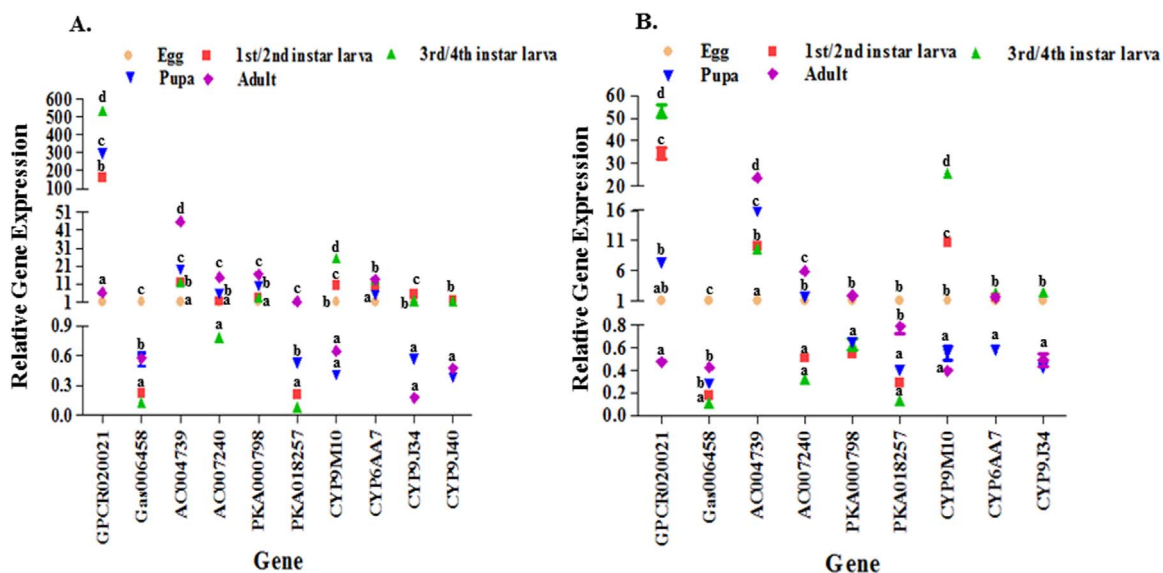 A.
Egg 1st/2nd instar larva 3rd/4th instar larva
Pupa Adult
Relative Gene Expression
600
500
400
300
200
100
51
41
31
21
11
1
0.9
0.6
0.3
0.0
d
c
b
a
c
b
a
d
b
a
c
b
a
a
c
b
a
c
b
a
a
d
c
b
a
a
b
a
c
b
a
a
b
a
GPCR020021
Gas006458
AC004739
AC007240
PKA000798
PKA018257
CYP9M10
CYP6AA7
CYP9J34
CYP9J40
Gene
B.
Egg 1st/2nd instar larva 3rd/4th instar larva
Pupa Adult
Relative Gene Expression
60
50
40
30
20
16
11
6
1
0.8
0.6
0.4
0.2
0.0
d
c
b
ab
a
c
b
b
a
d
c
b
a
c
b
a
a
b
a
b
b
a
a
d
c
b
a
a
b
a
b
a
GPCR020021
Gas006458
AC004739
AC007240
PKA000798
PKA018257
CYP9M10
CYP6AA7
CYP9J34
Gene